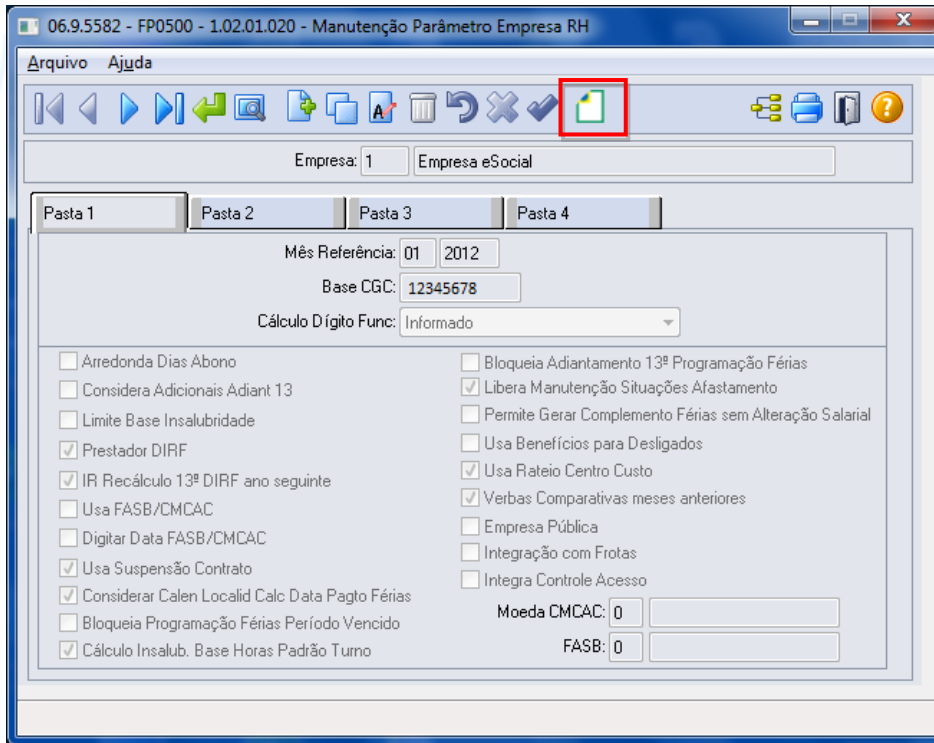 06.9.5582 - FP0500 - 1.02.01.020 - Manutenção Parâmetro Empresa RH
Arquivo Ajuda
Empresa: 1 Empresa eSocial
Pasta 1 Pasta 2 Pasta 3 Pasta 4
Mês Referência: 01 2012
Base CGC: 12345678
Cálculo Dígito Func: Informado
Arredonda Dias Abono
Considera Adicionais Adiant 13
Limite Base Insalubridade
Prestador DIRF
IR Recálculo 13º DIRF ano seguinte
Usa FASB/CMCAC
Digitar Data FASB/CMCAC
Usa Suspensão Contrato
Considerar Calen Localid Calc Data Pagto Férias
Bloqueia Programação Férias Período Vencido
Cálculo Insalub. Base Horas Padrão Turno
Bloqueia Adiantamento 13º Programação Férias
Libera Manutenção Situações Afastamento
Permite Gerar Complemento Férias sem Alteração Salarial
Usa Benefícios para Desligados
Usa Rateio Centro Custo
Verbas Comparativas meses anteriores
Empresa Pública
Integração com Frotas
Integra Controle Acesso
Moeda CMCAC: 0
FASB: 0